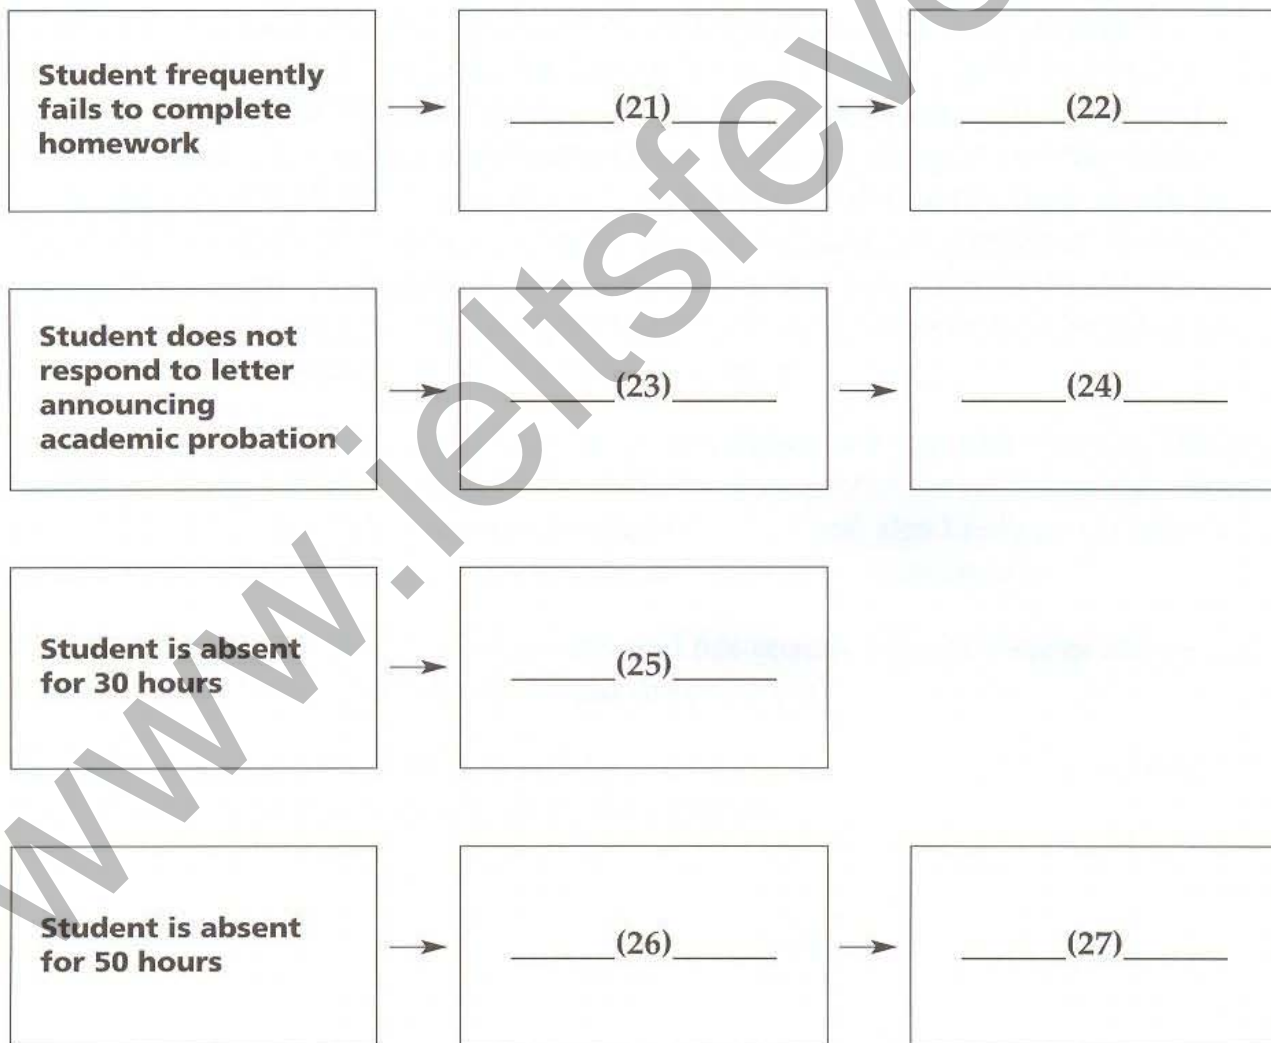 Student frequently
fails to complete
homework
(21)
(22)
Student does not
respond to letter
announcing
academic probation
(23)
(24)
Student is absent
for 30 hours
(25)
Student is absent
for 50 hours
(26)
(27)
www.ieltsfeve